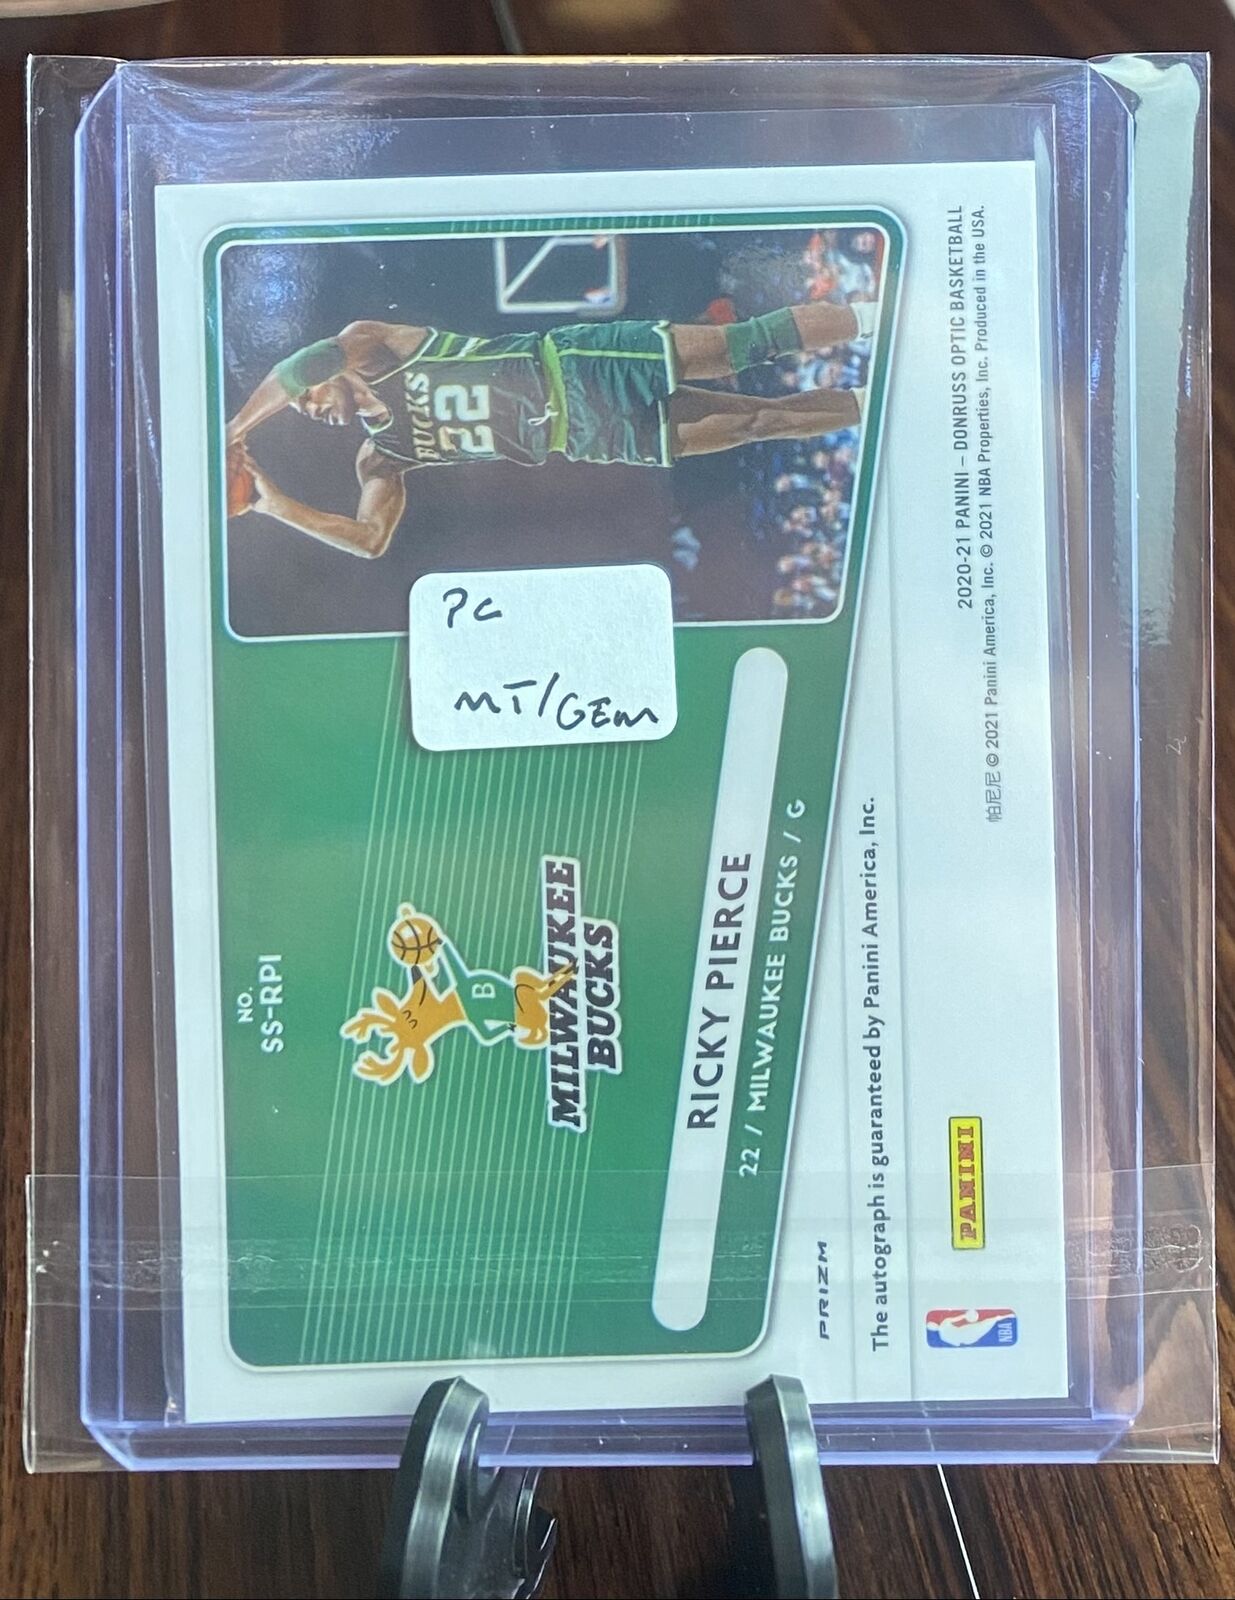 BUCKS
22
PC
MT/GEM
NO.
SS-RPI
B
MILWAUKEE
BUCKS
RICKY PIERCE
22 / MILWAUKEE BUCKS / G
PRIZM
The autograph is guaranteed by Panini America, Inc.
2020-21 PANINI – DONRUSS OPTIC BASKETBALL
帕尼尼 © 2021 Panini America, Inc. © 2021 NBA Properties, Inc. Produced in the USA.
PANINI
NBA